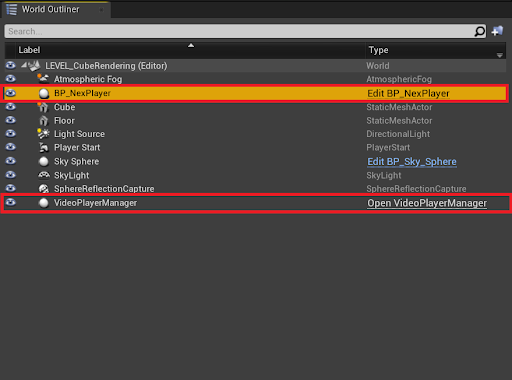 World Outliner
Search...
Label Type
LEVEL_CubeRendering (Editor) World
Atmospheric Fog AtmosphericFog
BP_NexPlayer Edit BP_NexPlayer
Cube StaticMeshActor
Floor StaticMeshActor
Light Source DirectionalLight
Player Start PlayerStart
Sky Sphere Edit BP_Sky_Sphere
SkyLight SkyLight
SphereReflectionCapture SphereReflectionCapture
VideoPlayerManager Open VideoPlayerManager